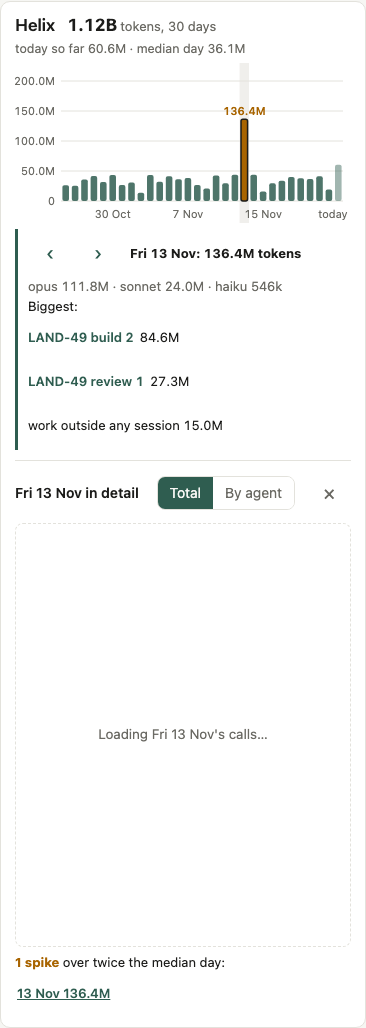 Helix 1.12B tokens, 30 days
today so far 60.6M · median day 36.1M
200.0M
150.0M
136.4M
100.0M
50.0M
0
30 Oct 7 Nov 15 Nov today
‹ › Fri 13 Nov: 136.4M tokens
opus 111.8M · sonnet 24.0M · haiku 546k
Biggest:
LAND-49 build 2 84.6M
LAND-49 review 1 27.3M
work outside any session 15.0M
Fri 13 Nov in detail Total By agent ×
Loading Fri 13 Nov's calls...
1 spike over twice the median day:
13 Nov 136.4M